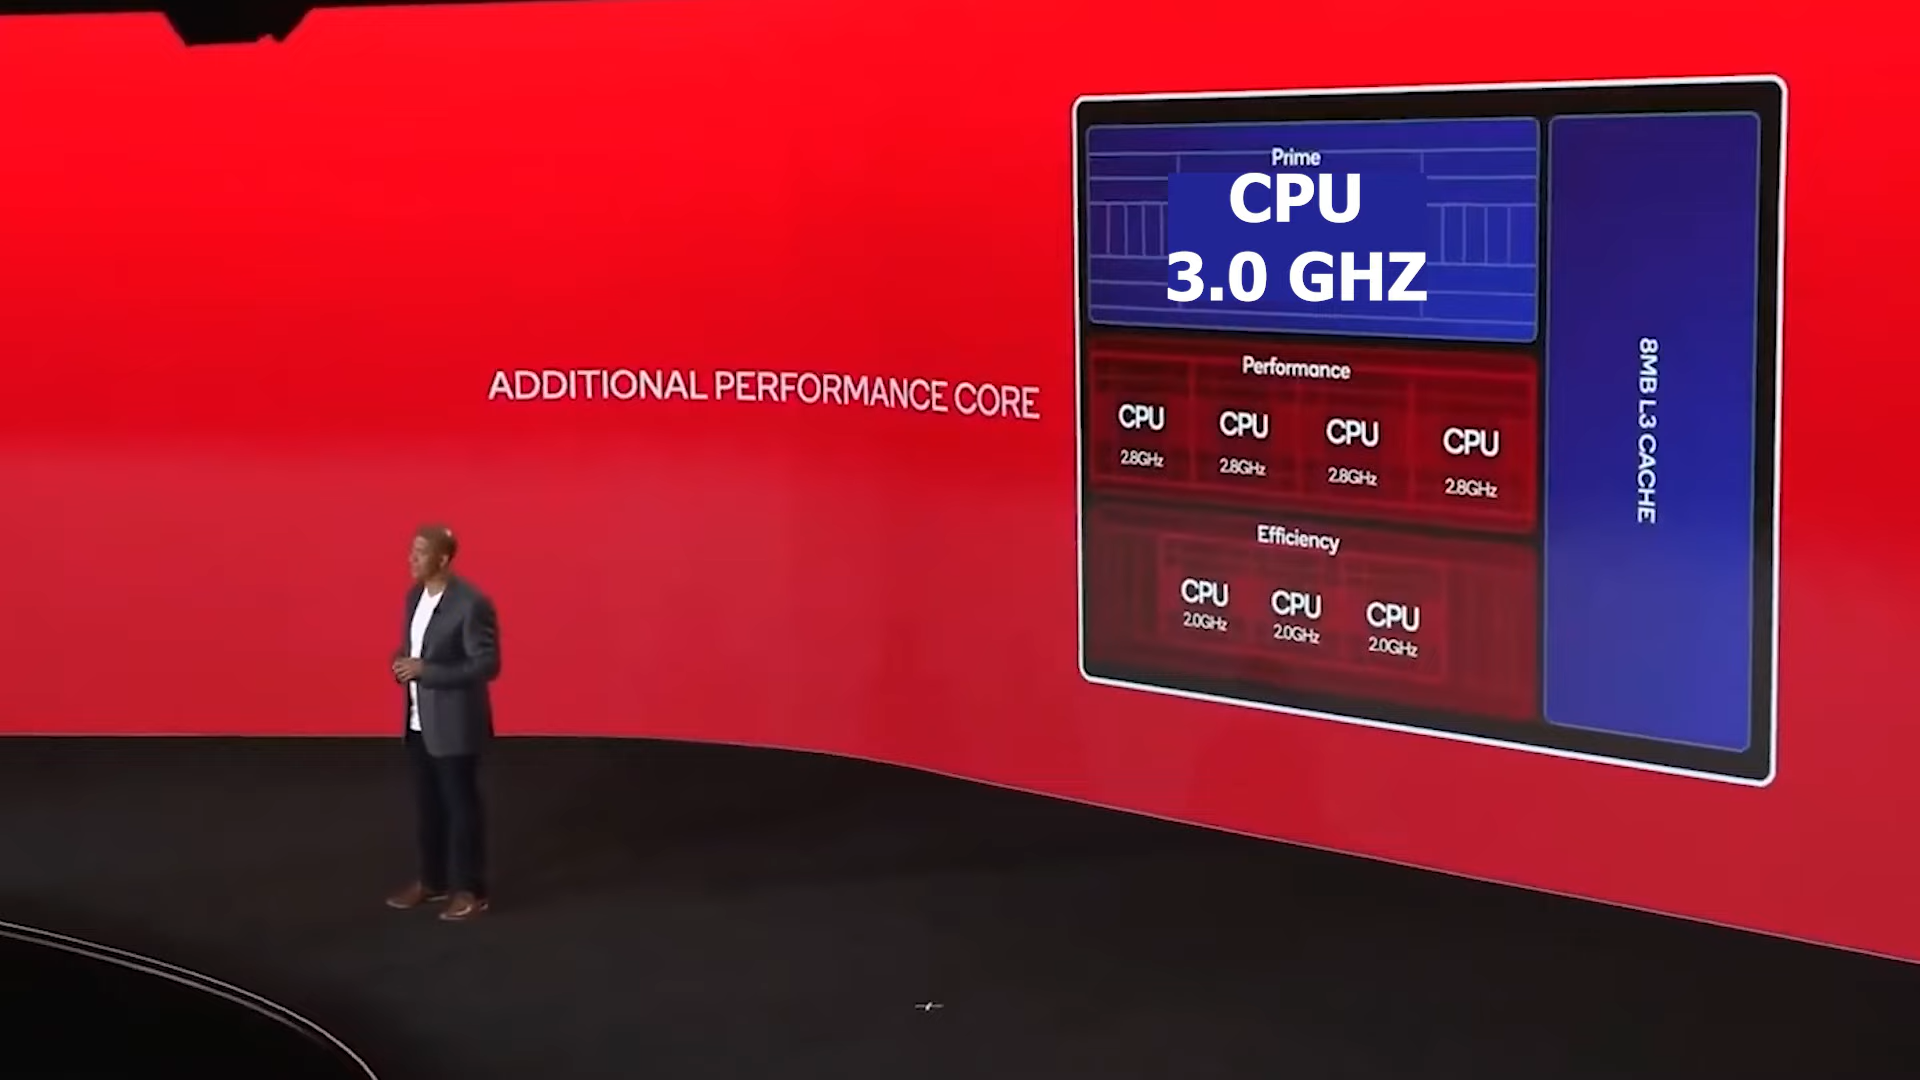 ADDITIONAL PERFORMANCE CORE
Prime
CPU
3.0 GHZ
Performance
CPU CPU CPU CPU
2.8GHz 2.8GHz 2.8GHz 2.8GHz
Efficiency
CPU CPU CPU
2.0GHz 2.0GHz 2.0GHz
8MB L3 CACHE